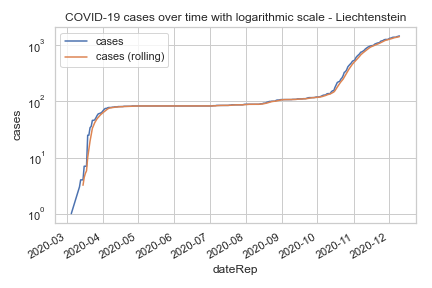 COVID-19 cases over time with logarithmic scale - Liechtenstein
cases
cases (rolling)
10³
10²
10¹
10⁰
cases
2020-03
2020-04
2020-05
2020-06
2020-07
2020-08
2020-09
2020-10
2020-11
2020-12
dateRep